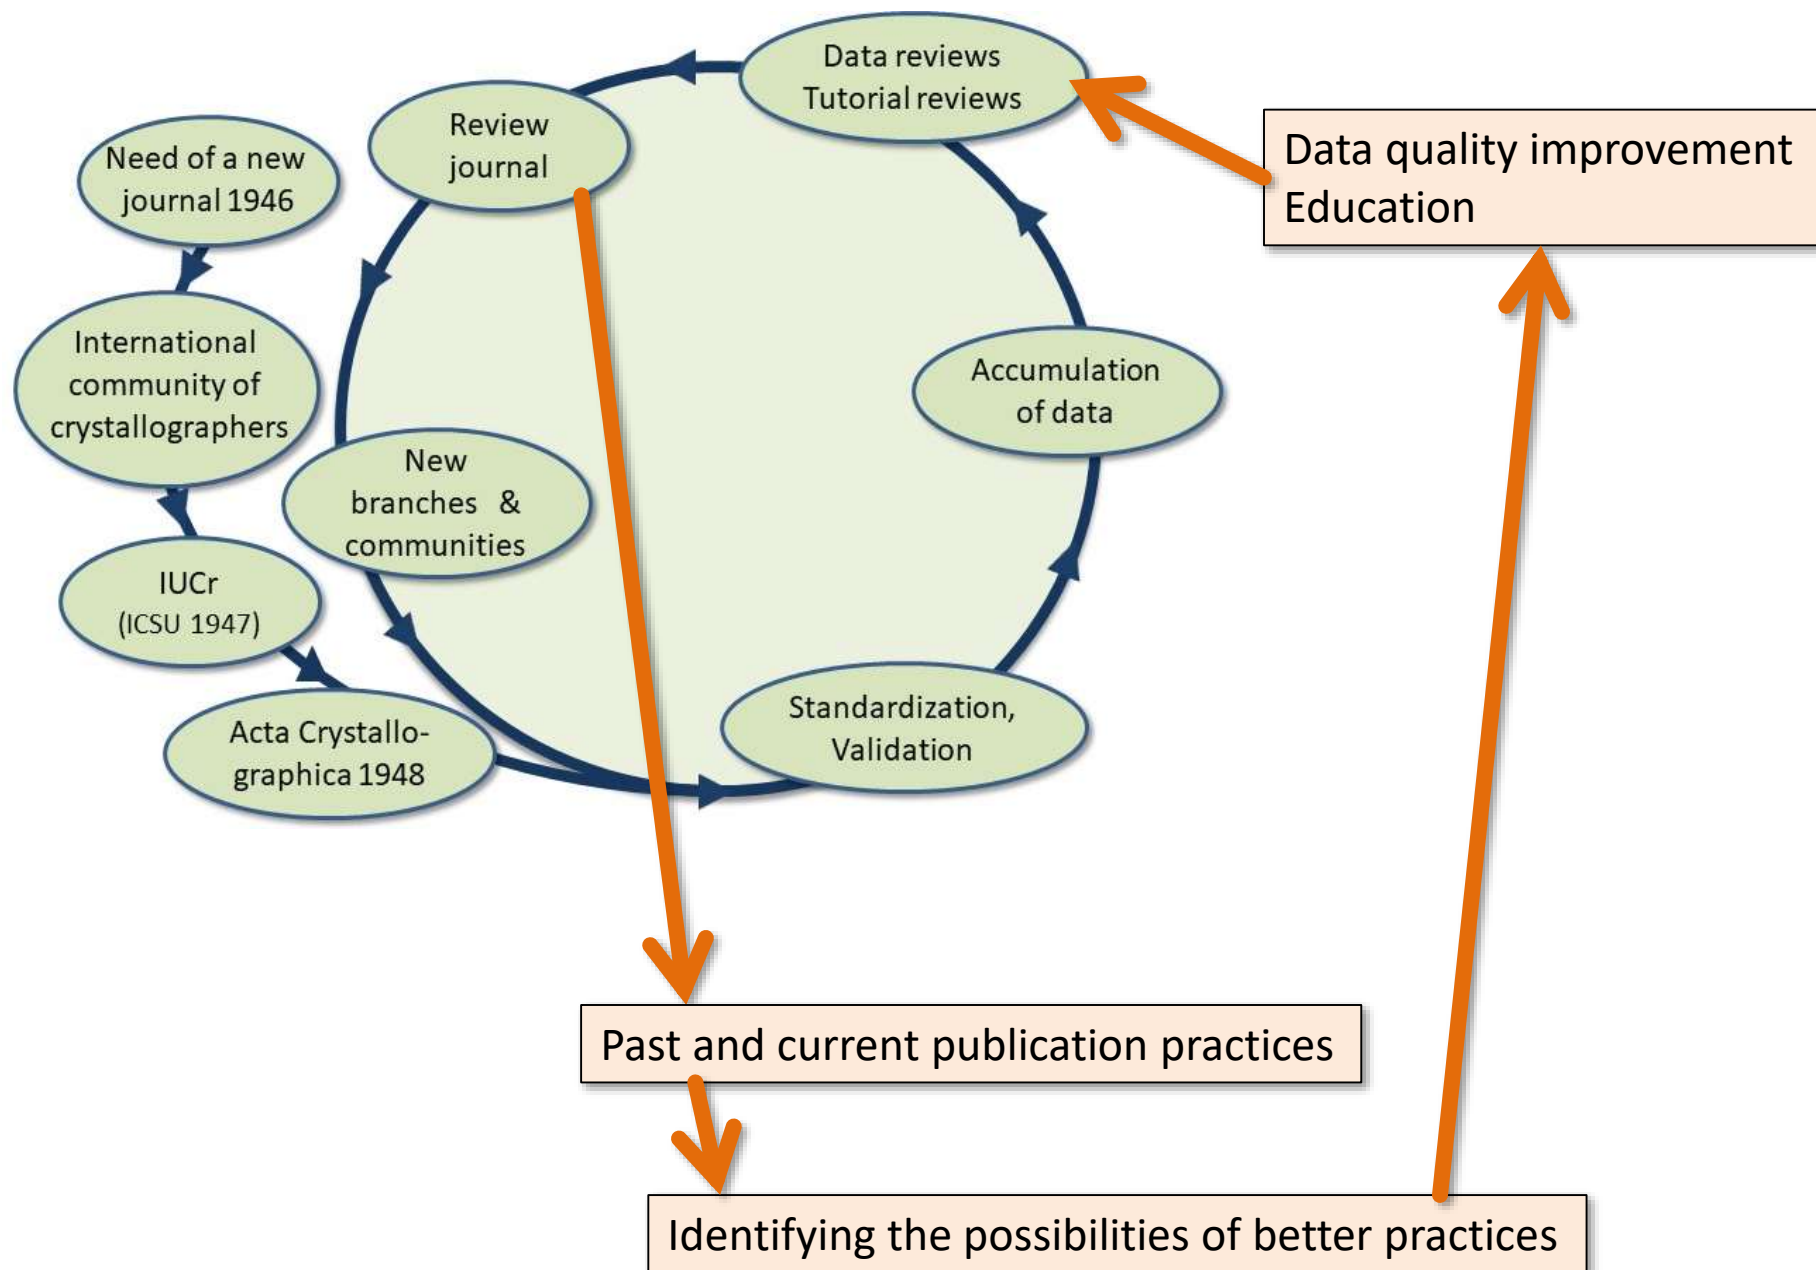 Data reviews
Tutorial reviews
Review
journal
Need of a new
journal 1946
Data quality improvement
Education
International
community of
crystallographers
Accumulation
of data
New
branches & 
communities
IUCr
(ICSU 1947)
Standardization,
Validation
Acta Crystallo-
graphica 1948
Past and current publication practices
Identifying the possibilities of better practices